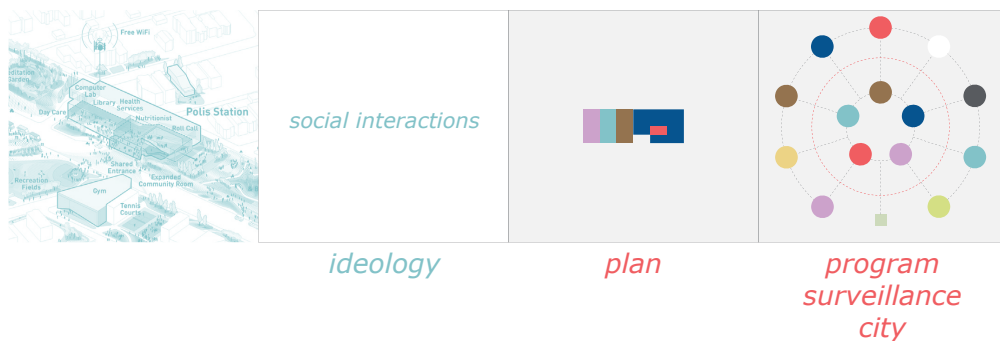 Free WiFi
editation
Garden
Computer
Lab
Library
Health
Services
Polis Station
Day Care
Nutritionist
Roll Call
Shared
Entrance
Expanded
Community Room
Recreation
Fields
Gym
Tennis
Courts
social interactions
ideology
plan
program
surveillance
city